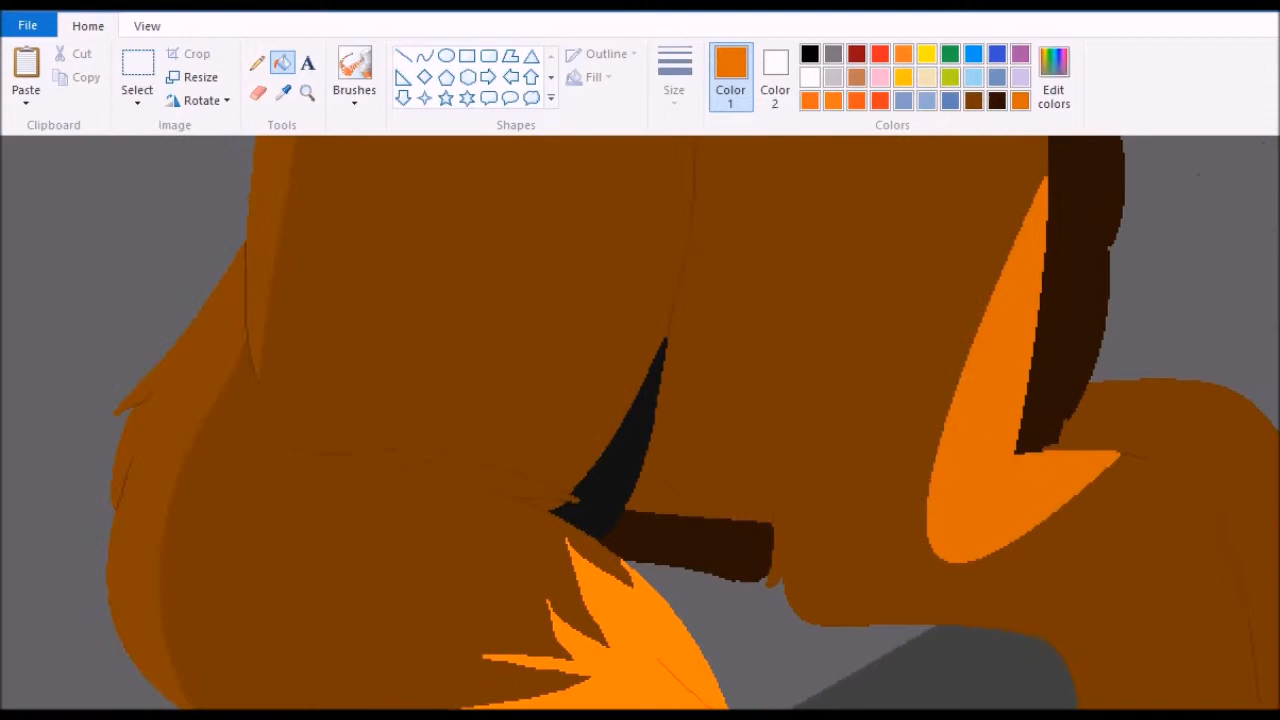 File Home View
Paste Cut Copy Select Crop Resize Rotate A Brushes Outline Fill Size Color 1 Color 2 Edit colors
Clipboard Image Tools Shapes Colors